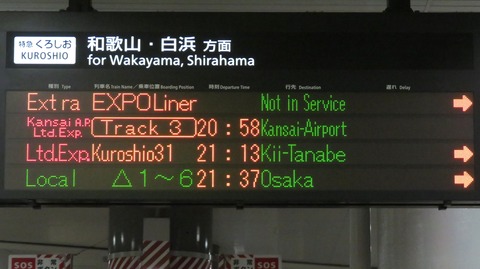 特急 くろしお 和歌山・白浜 方面
KUROSHIO for Wakayama, Shirahama
種別 Type 列車名 Train Name／乗車位置 Boarding Position 時刻 Departure Time 行先 Destination 遅れ Delay
Extra EXPOLiner Not in Service →
Kansai A.P. Ltd.Exp. Track 3 20:58 Kansai-Airport
Ltd.Exp. Kuroshio31 21:13 Kii-Tanabe →
Local △1～6 21:37 Osaka →
SOS
SOS